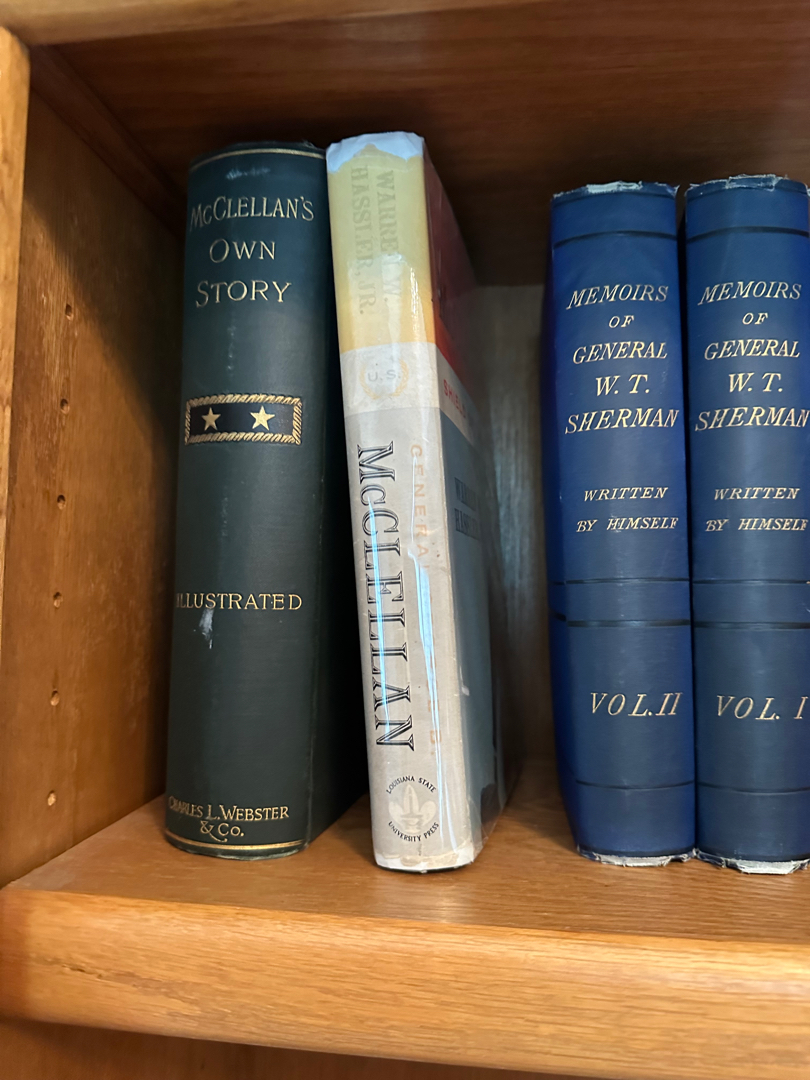 McCLELLAN'S
OWN
STORY
ILLUSTRATED
CHARLES L. WEBSTER
& CO.
WARREN W.
HASSLER, JR.
U.S.
GENERAL
McCLELLAN
LOUISIANA STATE
UNIVERSITY PRESS
SHIELD
MEMOIRS
OF
GENERAL
W. T.
SHERMAN
WRITTEN
BY HIMSELF
VOL. II
MEMOIRS
OF
GENERAL
W. T.
SHERMAN
WRITTEN
BY HIMSELF
VOL. I